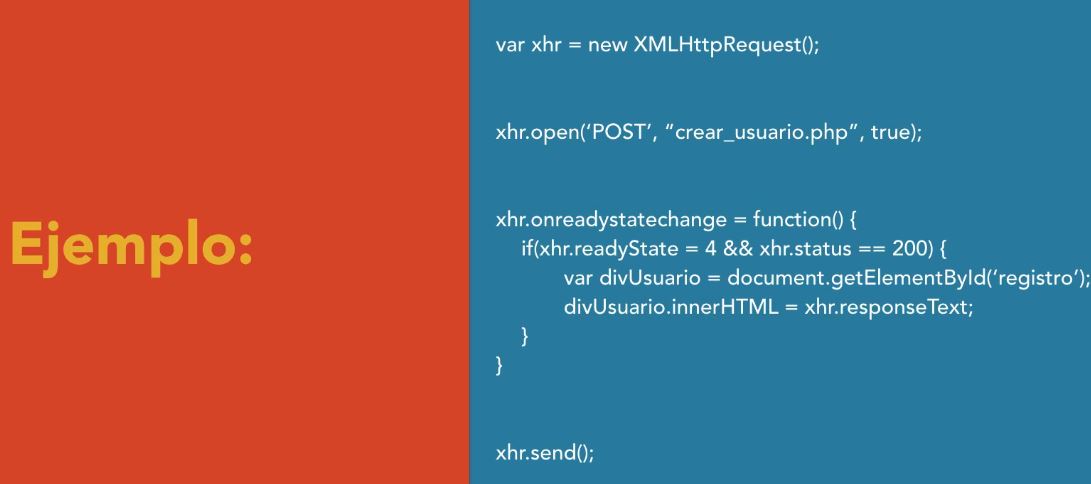 Ejemplo:
var xhr = new XMLHttpRequest();
xhr.open(‘POST’, “crear_usuario.php”, true);
xhr.onreadystatechange = function() {
if(xhr.readyState = 4 && xhr.status == 200) {
var divUsuario = document.getElementById(‘registro’);
divUsuario.innerHTML = xhr.responseText;
}
}
xhr.send();